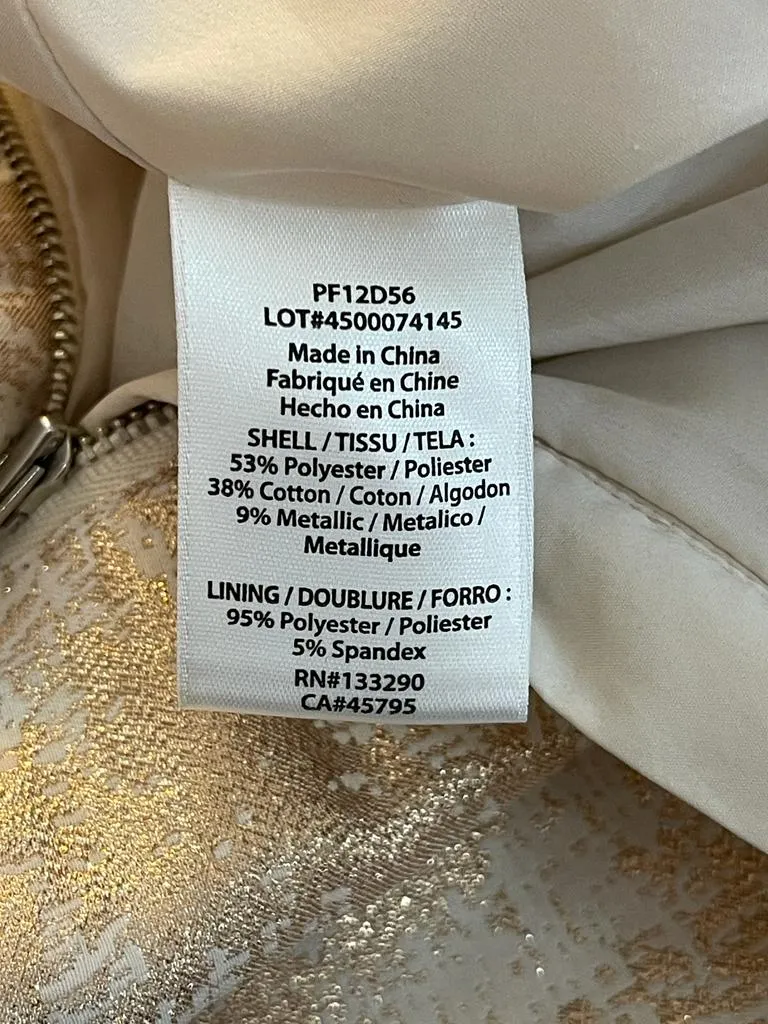 PF12D56
LOT#4500074145
Made in China
Fabriqué en Chine
Hecho en China
SHELL / TISSU / TELA :
53% Polyester / Poliester
38% Cotton / Coton / Algodon
9% Metallic / Metalico /
Metallique
LINING / DOUBLURE / FORRO :
95% Polyester / Poliester
5% Spandex
RN#133290
CA#45795